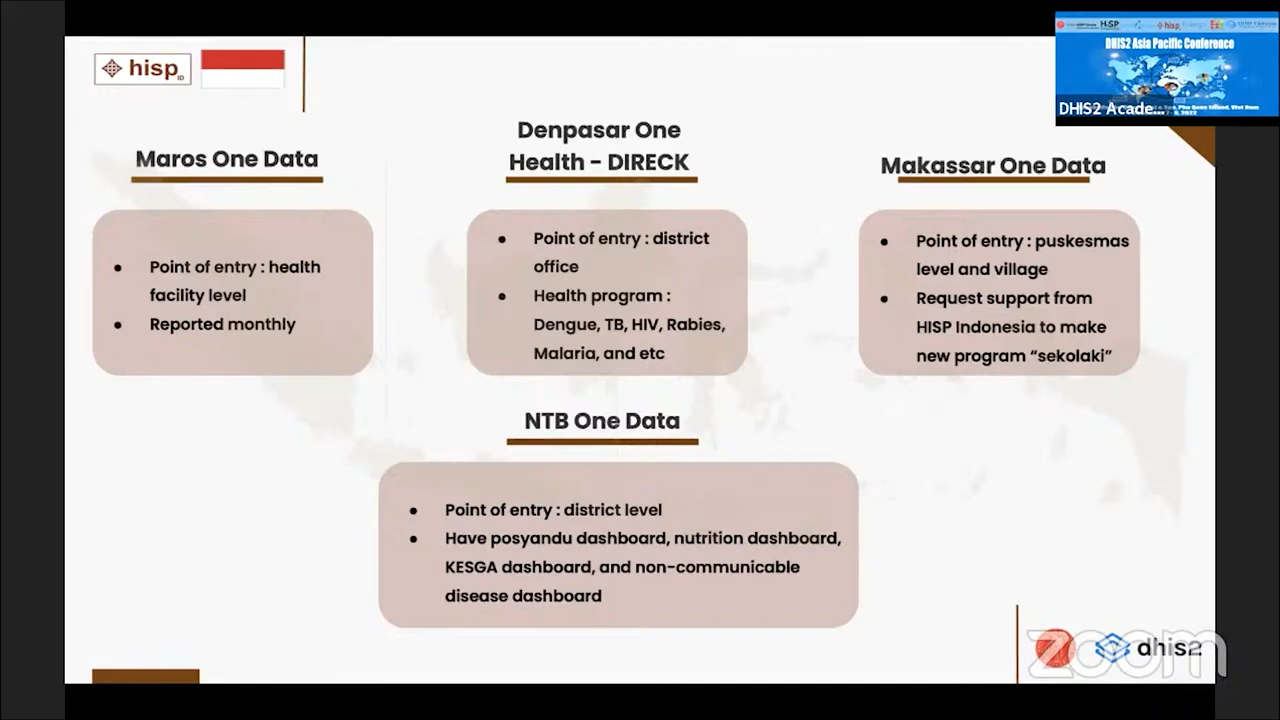 hisp
ID
DHIS2 Asia Pacific Conference
DHIS2 Acade...
Maros One Data
Point of entry : health
facility level
Reported monthly
Denpasar One
Health - DIRECK
Point of entry : district
office
Health program :
Dengue, TB, HIV, Rabies,
Malaria, and etc
Makassar One Data
Point of entry : puskesmas
level and village
Request support from
HISP Indonesia to make
new program “sekolaki”
NTB One Data
Point of entry : district level
Have posyandu dashboard, nutrition dashboard,
KESGA dashboard, and non-communicable
disease dashboard
dhis2
zoom